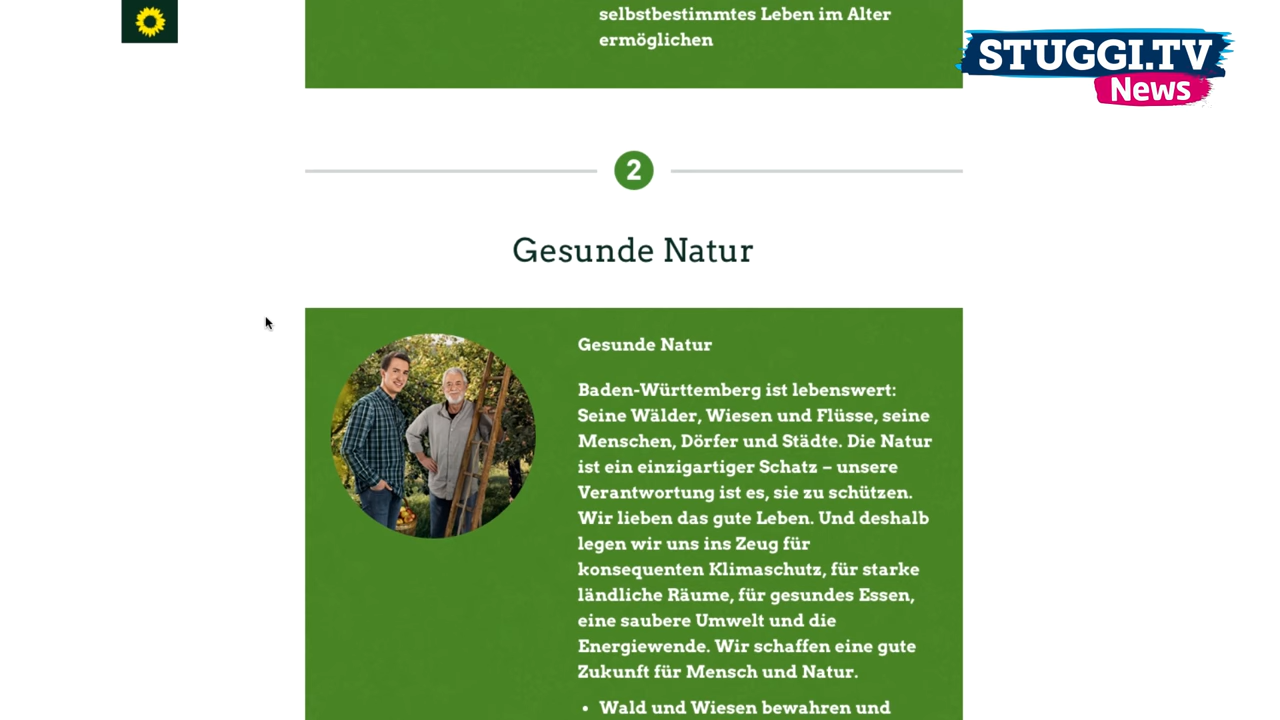 selbstbestimmtes Leben im Alter
ermöglichen
STUGGI.TV
News
2
Gesunde Natur
Gesunde Natur
Baden-Württemberg ist lebenswert:
Seine Wälder, Wiesen und Flüsse, seine
Menschen, Dörfer und Städte. Die Natur
ist ein einzigartiger Schatz – unsere
Verantwortung ist es, sie zu schützen.
Wir lieben das gute Leben. Und deshalb
legen wir uns ins Zeug für
konsequenten Klimaschutz, für starke
ländliche Räume, für gesundes Essen,
eine saubere Umwelt und die
Energiewende. Wir schaffen eine gute
Zukunft für Mensch und Natur.
• Wald und Wiesen bewahren und